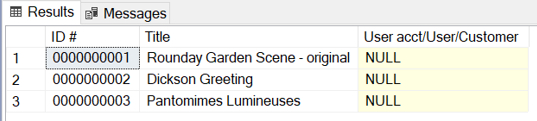 Results Messages
ID # Title User acct/User/Customer
1 0000000001 Rounday Garden Scene - original NULL
2 0000000002 Dickson Greeting NULL
3 0000000003 Pantomimes Lumineuses NULL